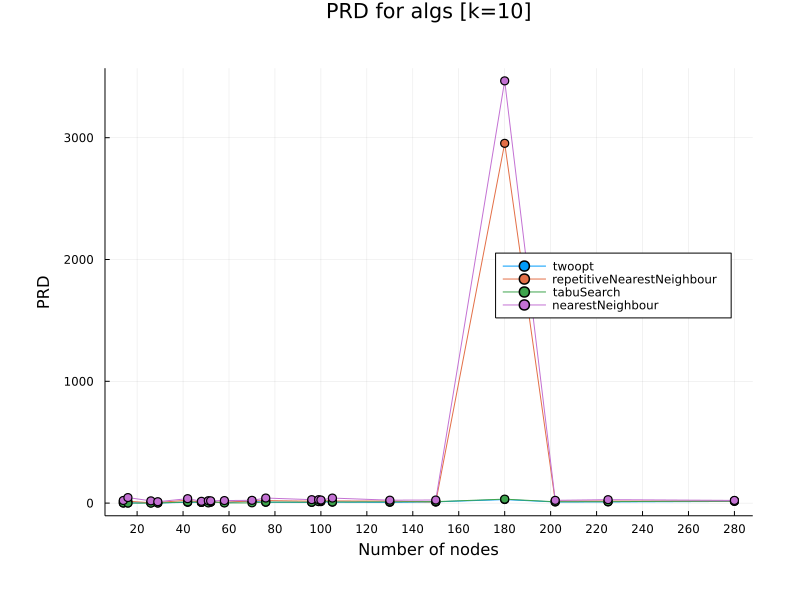 PRD for algs [k=10]
3000
2000
1000
0
PRD
twoopt
repetitiveNearestNeighbour
tabuSearch
nearestNeighbour
20 40 60 80 100 120 140 160 180 200 220 240 260 280
Number of nodes